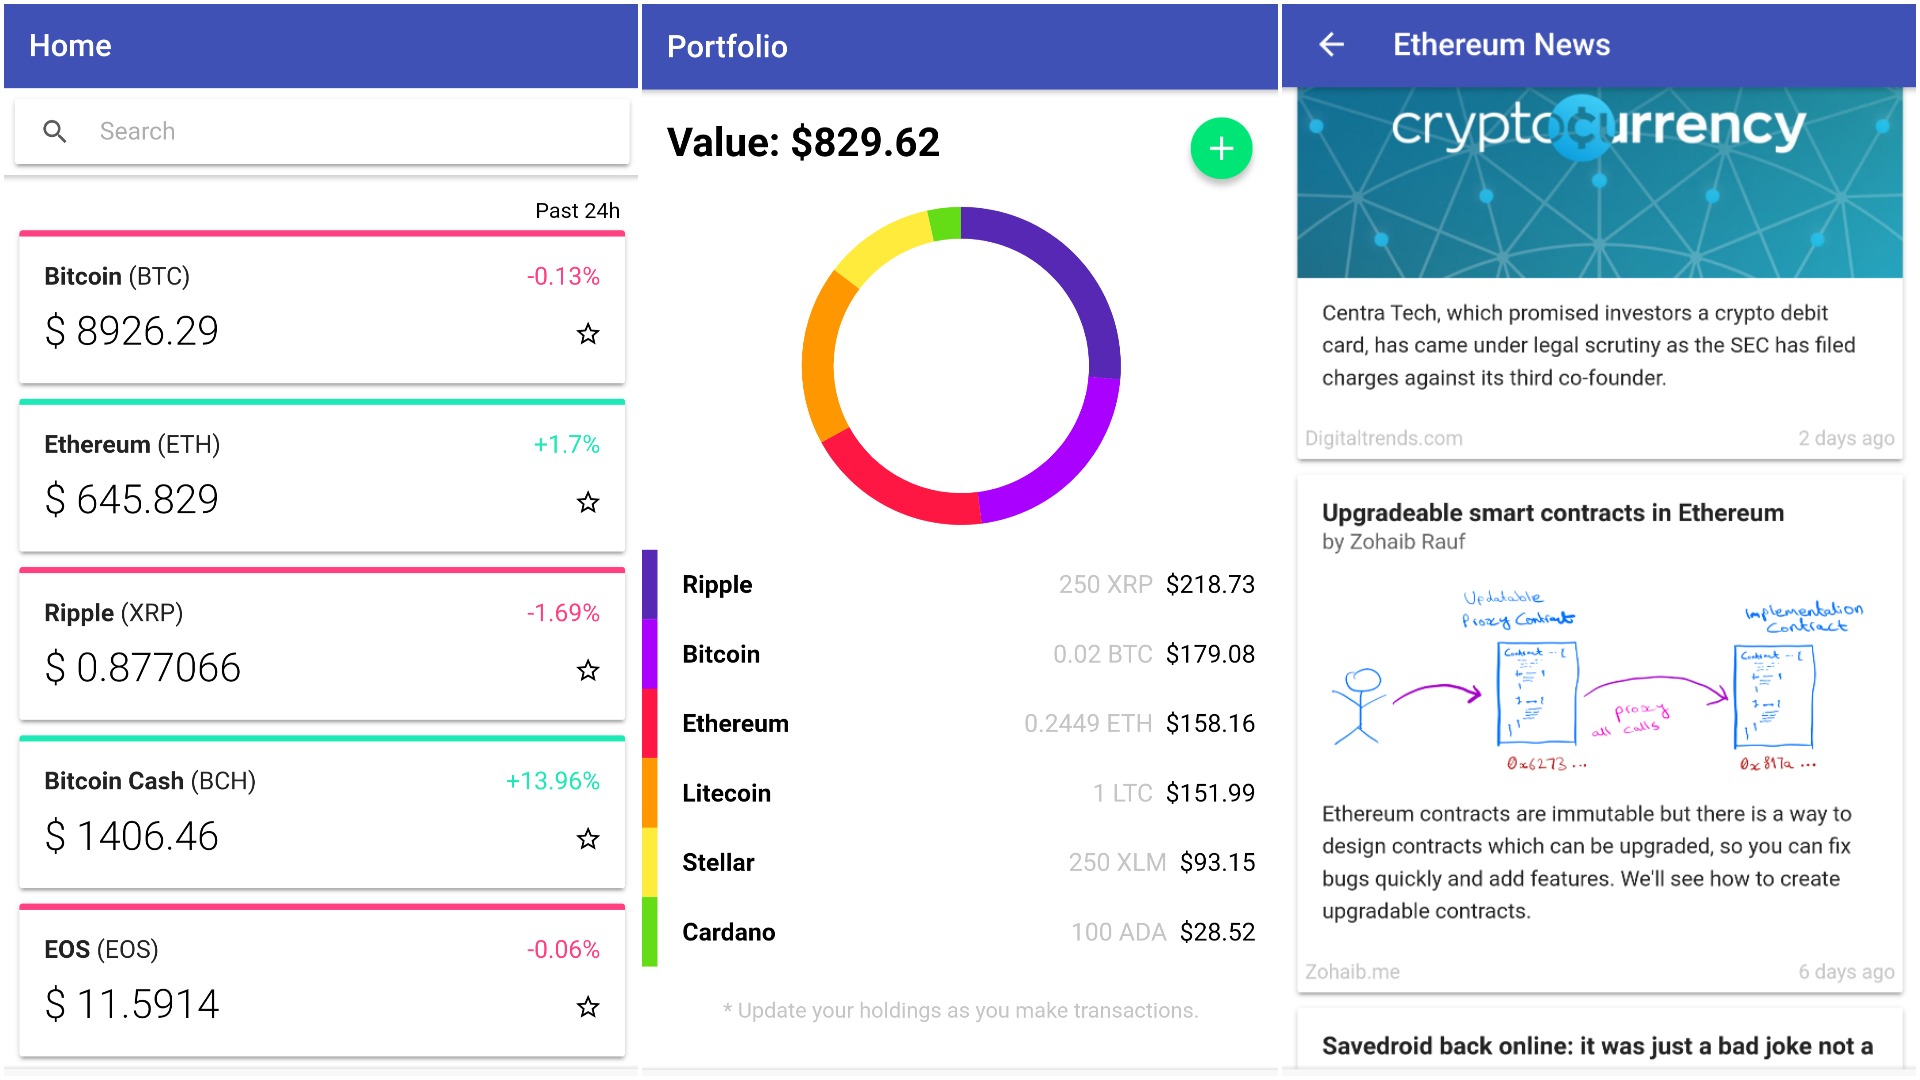 Home
Search
Past 24h
Bitcoin (BTC) -0.13%
$ 8926.29
Ethereum (ETH) +1.7%
$ 645.829
Ripple (XRP) -1.69%
$ 0.877066
Bitcoin Cash (BCH) +13.96%
$ 1406.46
EOS (EOS) -0.06%
$ 11.5914
Portfolio
Value: $829.62
Ripple 250 XRP $218.73
Bitcoin 0.02 BTC $179.08
Ethereum 0.2449 ETH $158.16
Litecoin 1 LTC $151.99
Stellar 250 XLM $93.15
Cardano 100 ADA $28.52
* Update your holdings as you make transactions.
Ethereum News
cryptocurrency
Centra Tech, which promised investors a crypto debit
card, has came under legal scrutiny as the SEC has filed
charges against its third co-founder.
Digitaltrends.com 2 days ago
Upgradeable smart contracts in Ethereum
by Zohaib Rauf
Updatable
Proxy Contract
Implementation
Contract
Contract -- {
Contract -- {
proxy
all calls
0x6273 ...
0x817a ...
Ethereum contracts are immutable but there is a way to
design contracts which can be upgraded, so you can fix
bugs quickly and add features. We'll see how to create
upgradable contracts.
Zohaib.me 6 days ago
Savedroid back online: it was just a bad joke not a